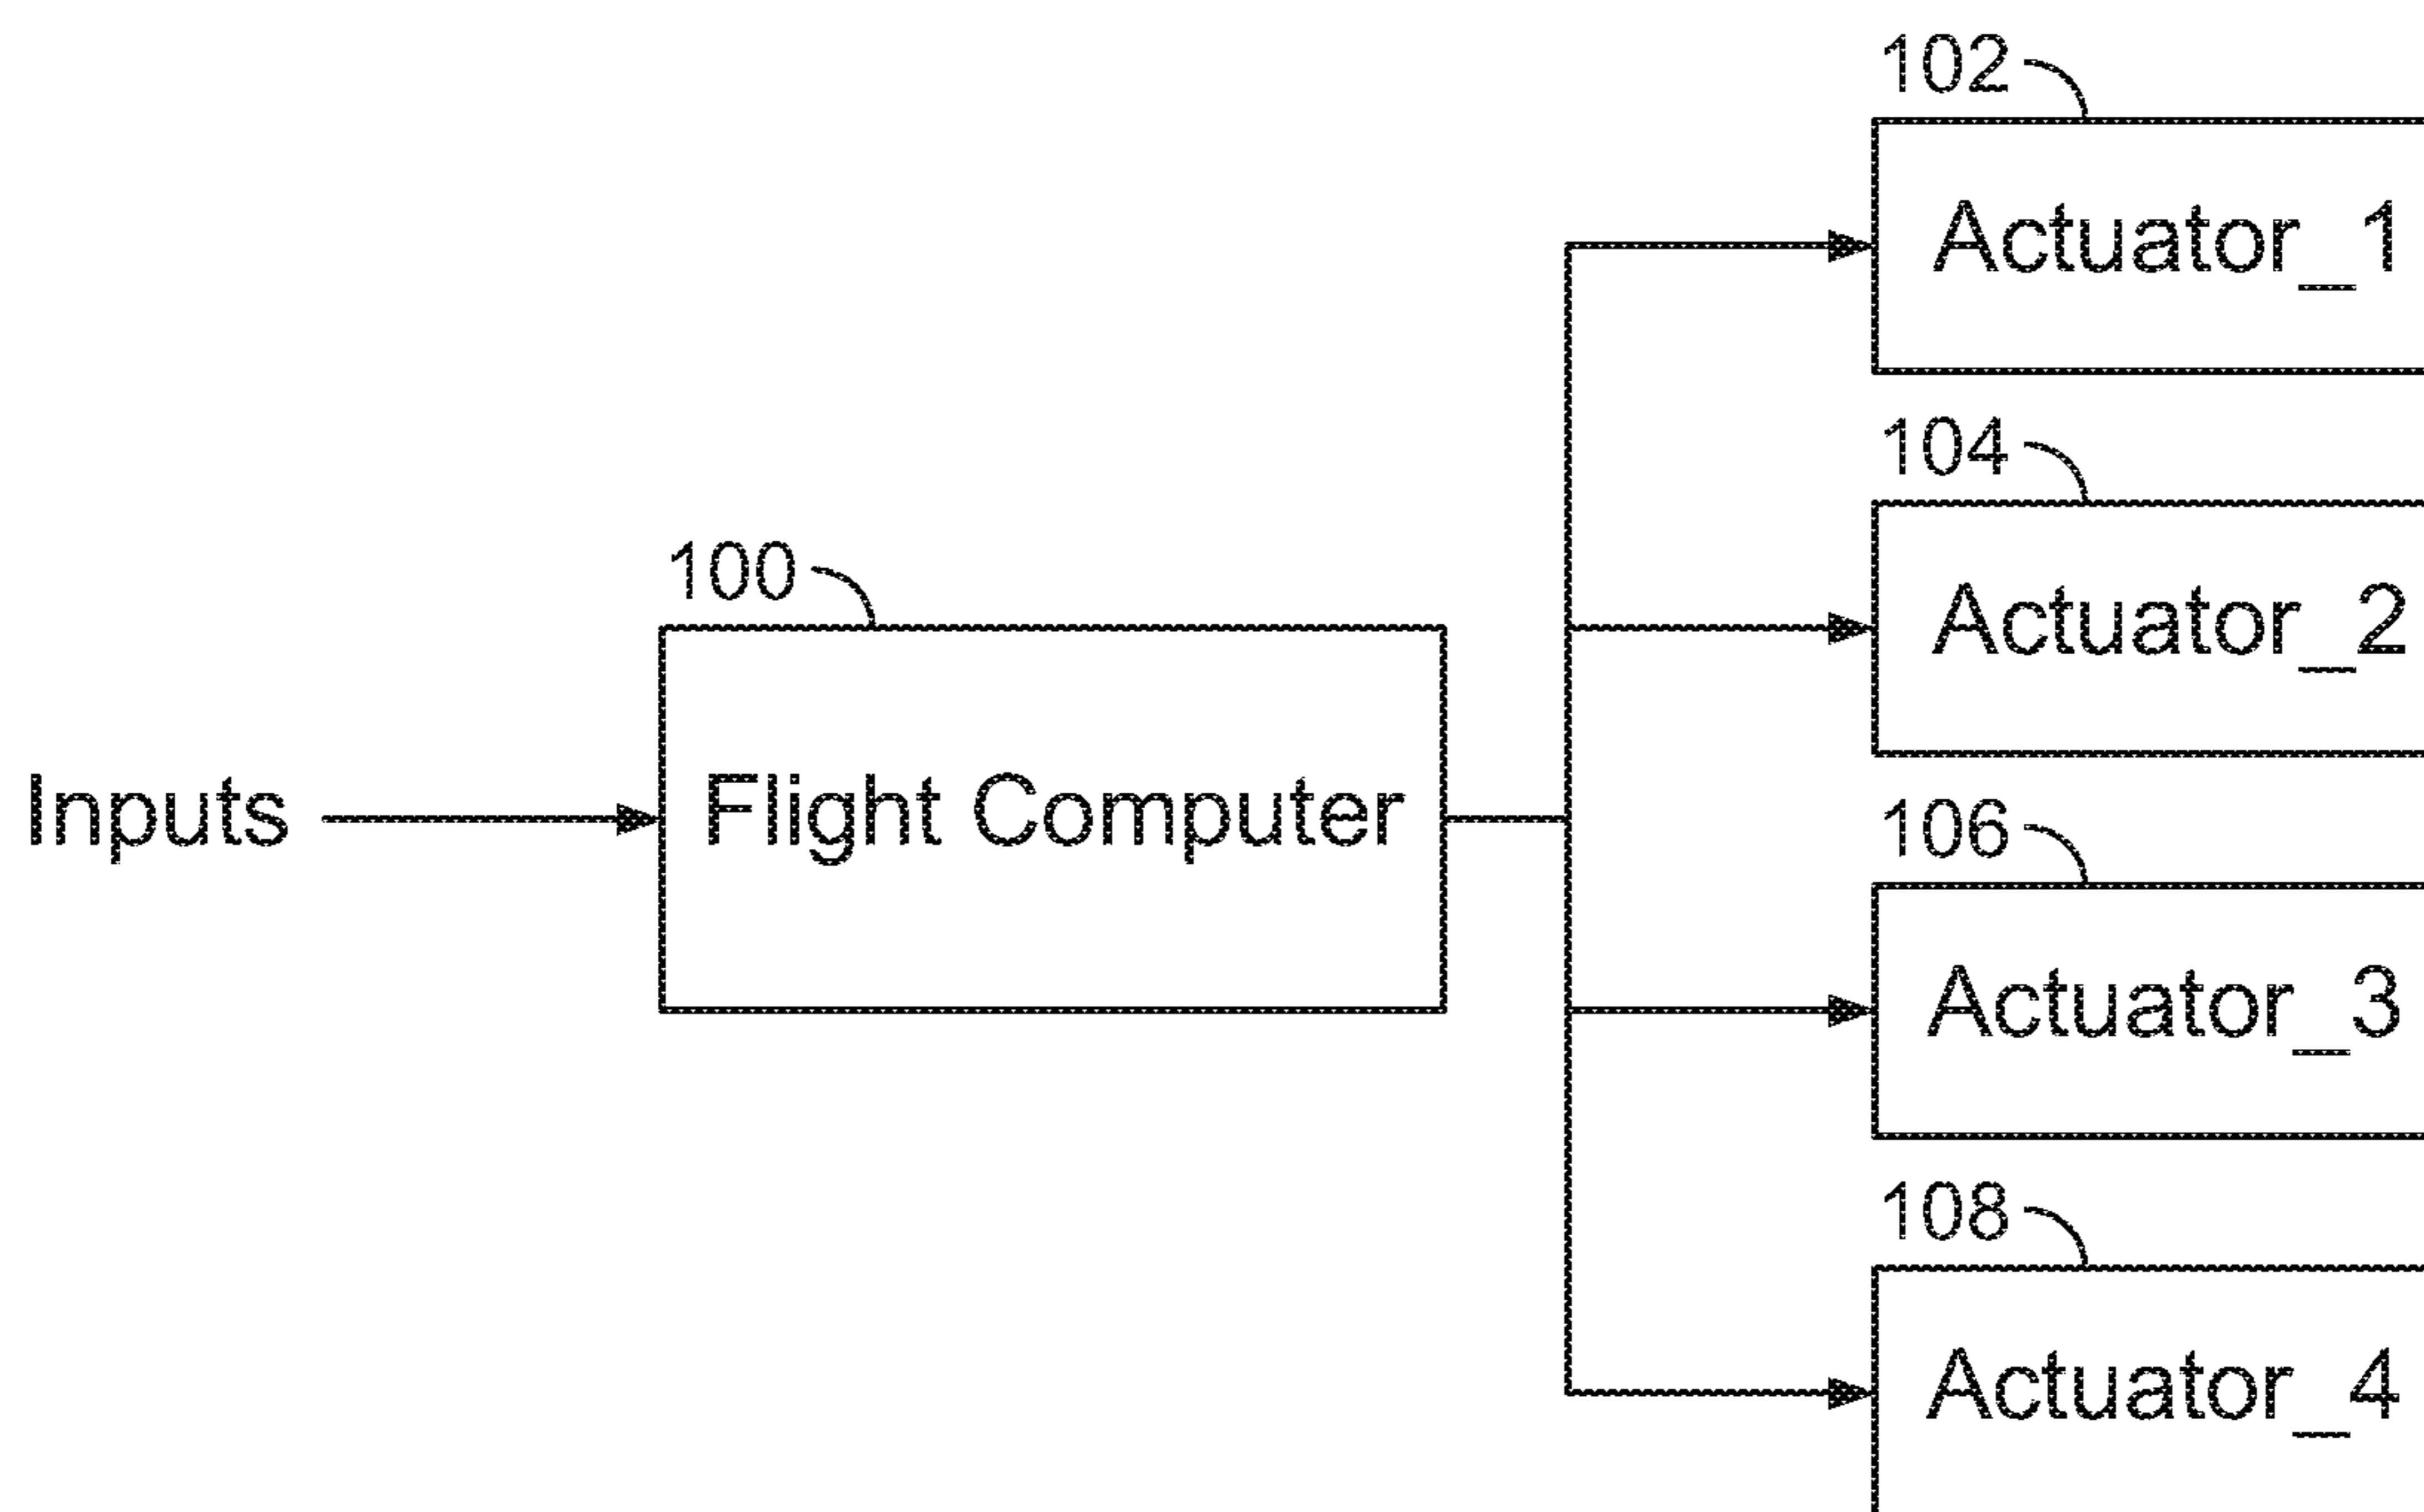 102
Actuator_1
104
Actuator_2
100
Inputs
Flight Computer
106
Actuator_3
108
Actuator_4